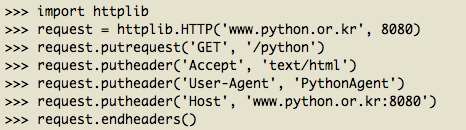 >>> import httplib
>>> request = httplib.HTTP('www.python.or.kr', 8080)
>>> request.putrequest('GET', '/python')
>>> request.putheader('Accept', 'text/html')
>>> request.putheader('User-Agent', 'PythonAgent')
>>> request.putheader('Host', 'www.python.or.kr:8080')
>>> request.endheaders()